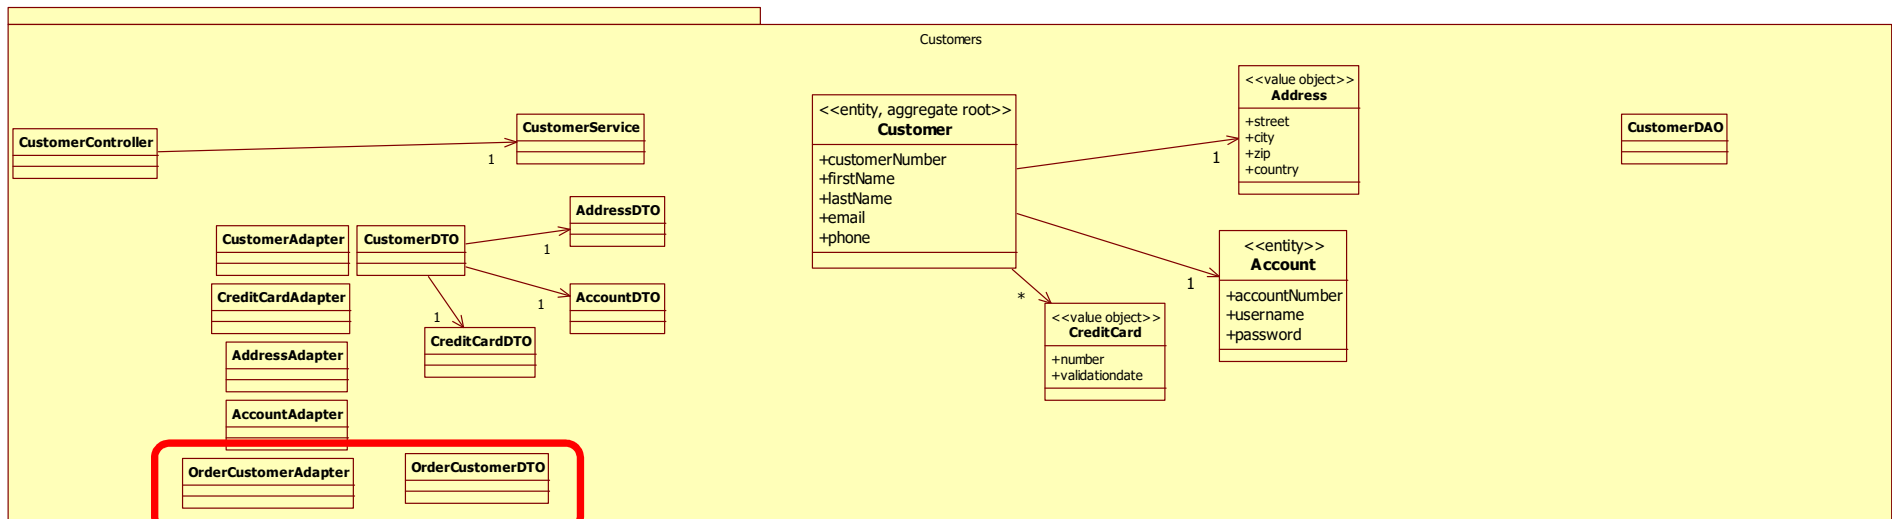 Customers
CustomerController
1
CustomerService
CustomerAdapter
CustomerDTO
1
AddressDTO
1
AccountDTO
1
CreditCardDTO
CreditCardAdapter
AddressAdapter
AccountAdapter
OrderCustomerAdapter
OrderCustomerDTO
<<entity, aggregate root>>
Customer
+customerNumber
+firstName
+lastName
+email
+phone
1
<<value object>>
Address
+street
+city
+zip
+country
1
<<entity>>
Account
+accountNumber
+username
+password
*
<<value object>>
CreditCard
+number
+validationdate
CustomerDAO